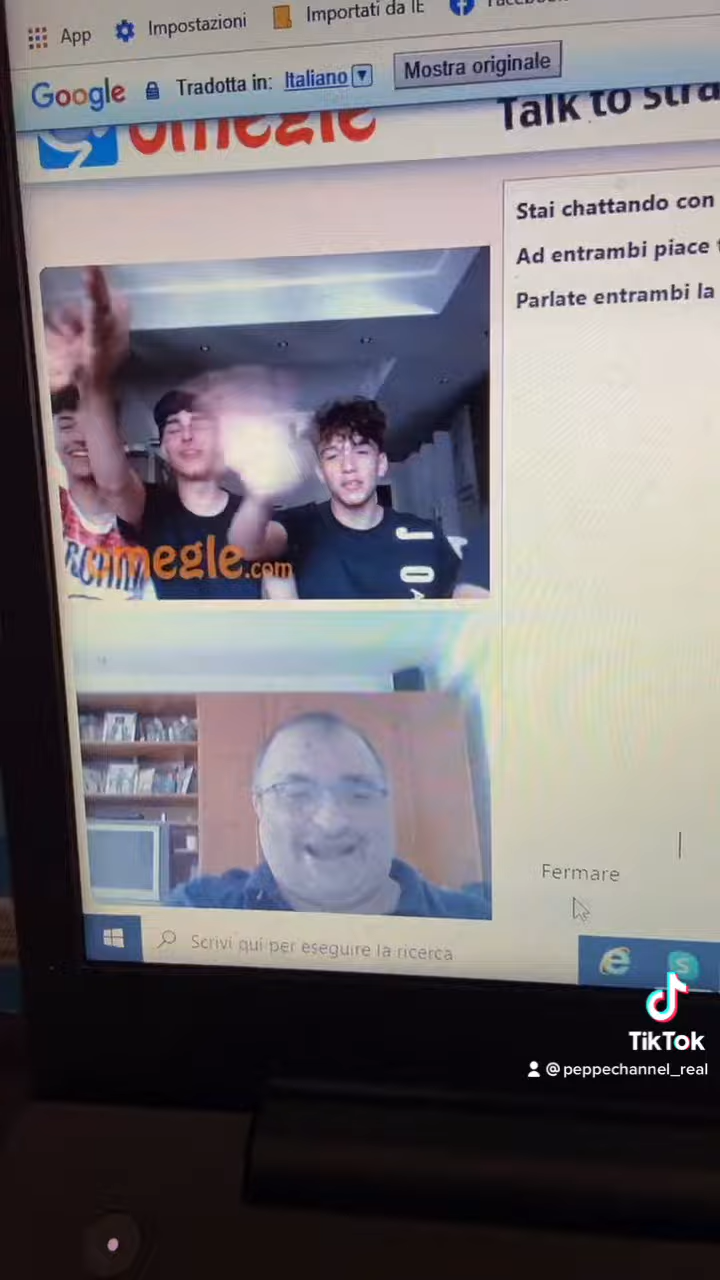 App Impostazioni Importati da IE
Google Tradotta in: Italiano Mostra originale
omegle Talk to stra
Stai chattando con
Ad entrambi piace
Parlate entrambi la
omegle.com
J
O
Fermare
Scrivi qui per eseguire la ricerca
TikTok
@peppechannel_real